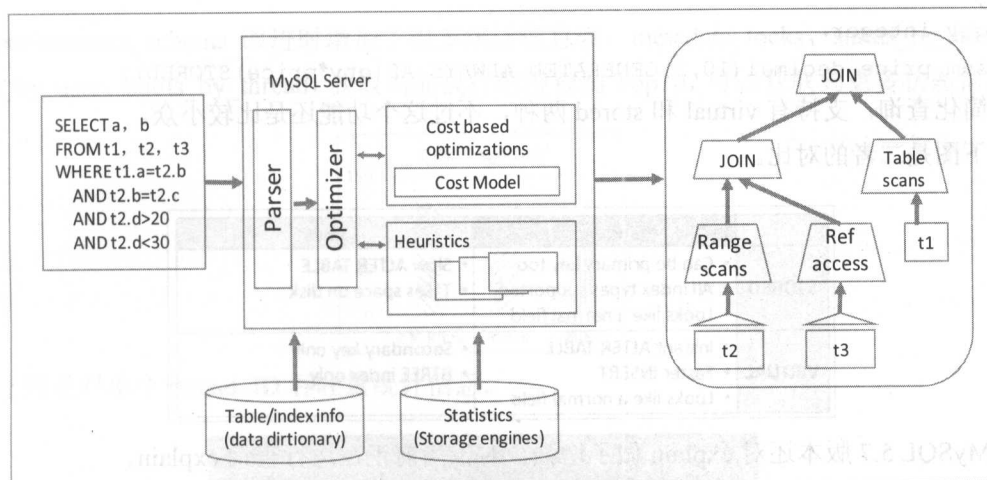 MySQL Server
SELECT a, b
FROM t1, t2, t3
WHERE t1.a=t2.b
AND t2.b=t2.c
AND t2.d>20
AND t2.d<30
Parser
Optimizer
Cost based
optimizations
Cost Model
Heuristics
Table/index info
(data dirtionary)
Statistics
(Storage engines)
JOIN
JOIN
Table
scans
Range
scans
Ref
access
t1
t2
t3